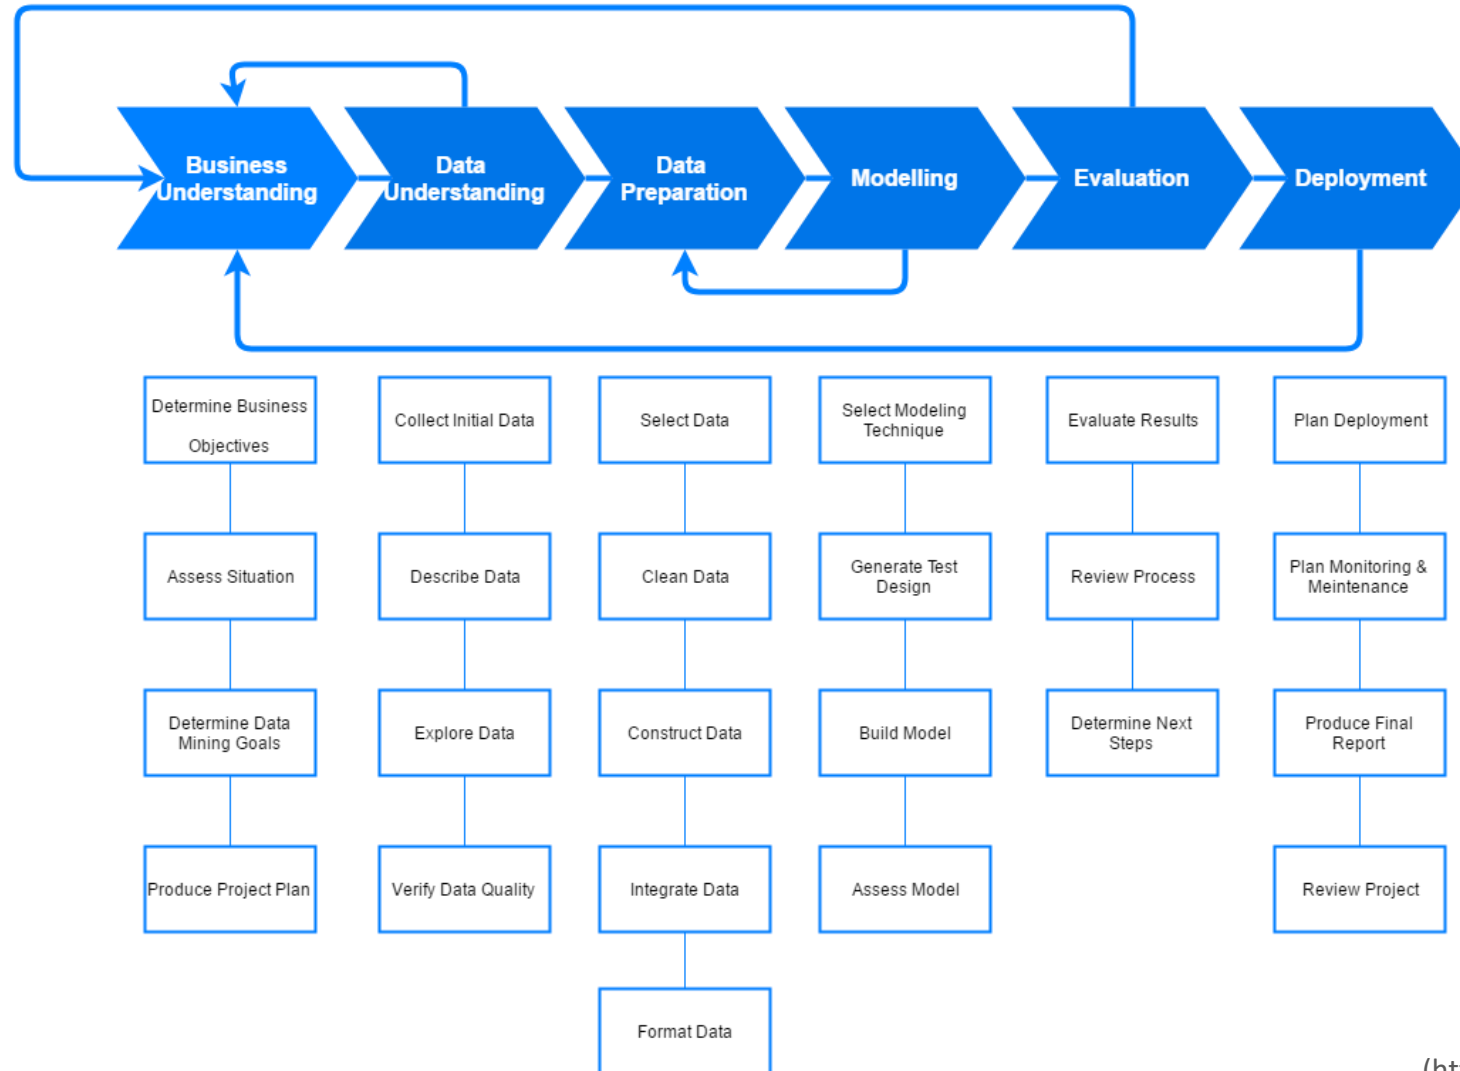 Business
Understanding
Data
Understanding
Data
Preparation
Modelling
Evaluation
Deployment
Determine Business
Objectives
Assess Situation
Determine Data
Mining Goals
Produce Project Plan
Collect Initial Data
Describe Data
Explore Data
Verify Data Quality
Select Data
Clean Data
Construct Data
Integrate Data
Format Data
Select Modeling
Technique
Generate Test
Design
Build Model
Assess Model
Evaluate Results
Review Process
Determine Next
Steps
Plan Deployment
Plan Monitoring &
Meintenance
Produce Final
Report
Review Project